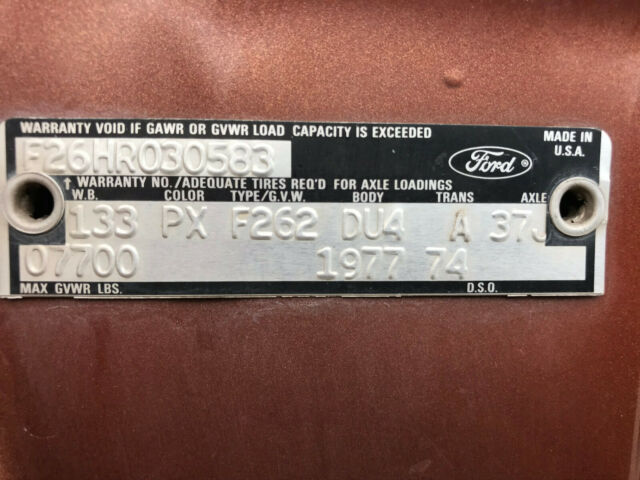 WARRANTY VOID IF GAWR OR GVWR LOAD CAPACITY IS EXCEEDED
MADE IN U.S.A.
F26HR030583
Ford
↑ WARRANTY NO./ADEQUATE TIRES REQ'D FOR AXLE LOADINGS
W.B. COLOR TYPE/G.V.W. BODY TRANS AXLE
133 PX F262 DU4 A 37J
07700 1977 74
MAX GVWR LBS. D.S.O.